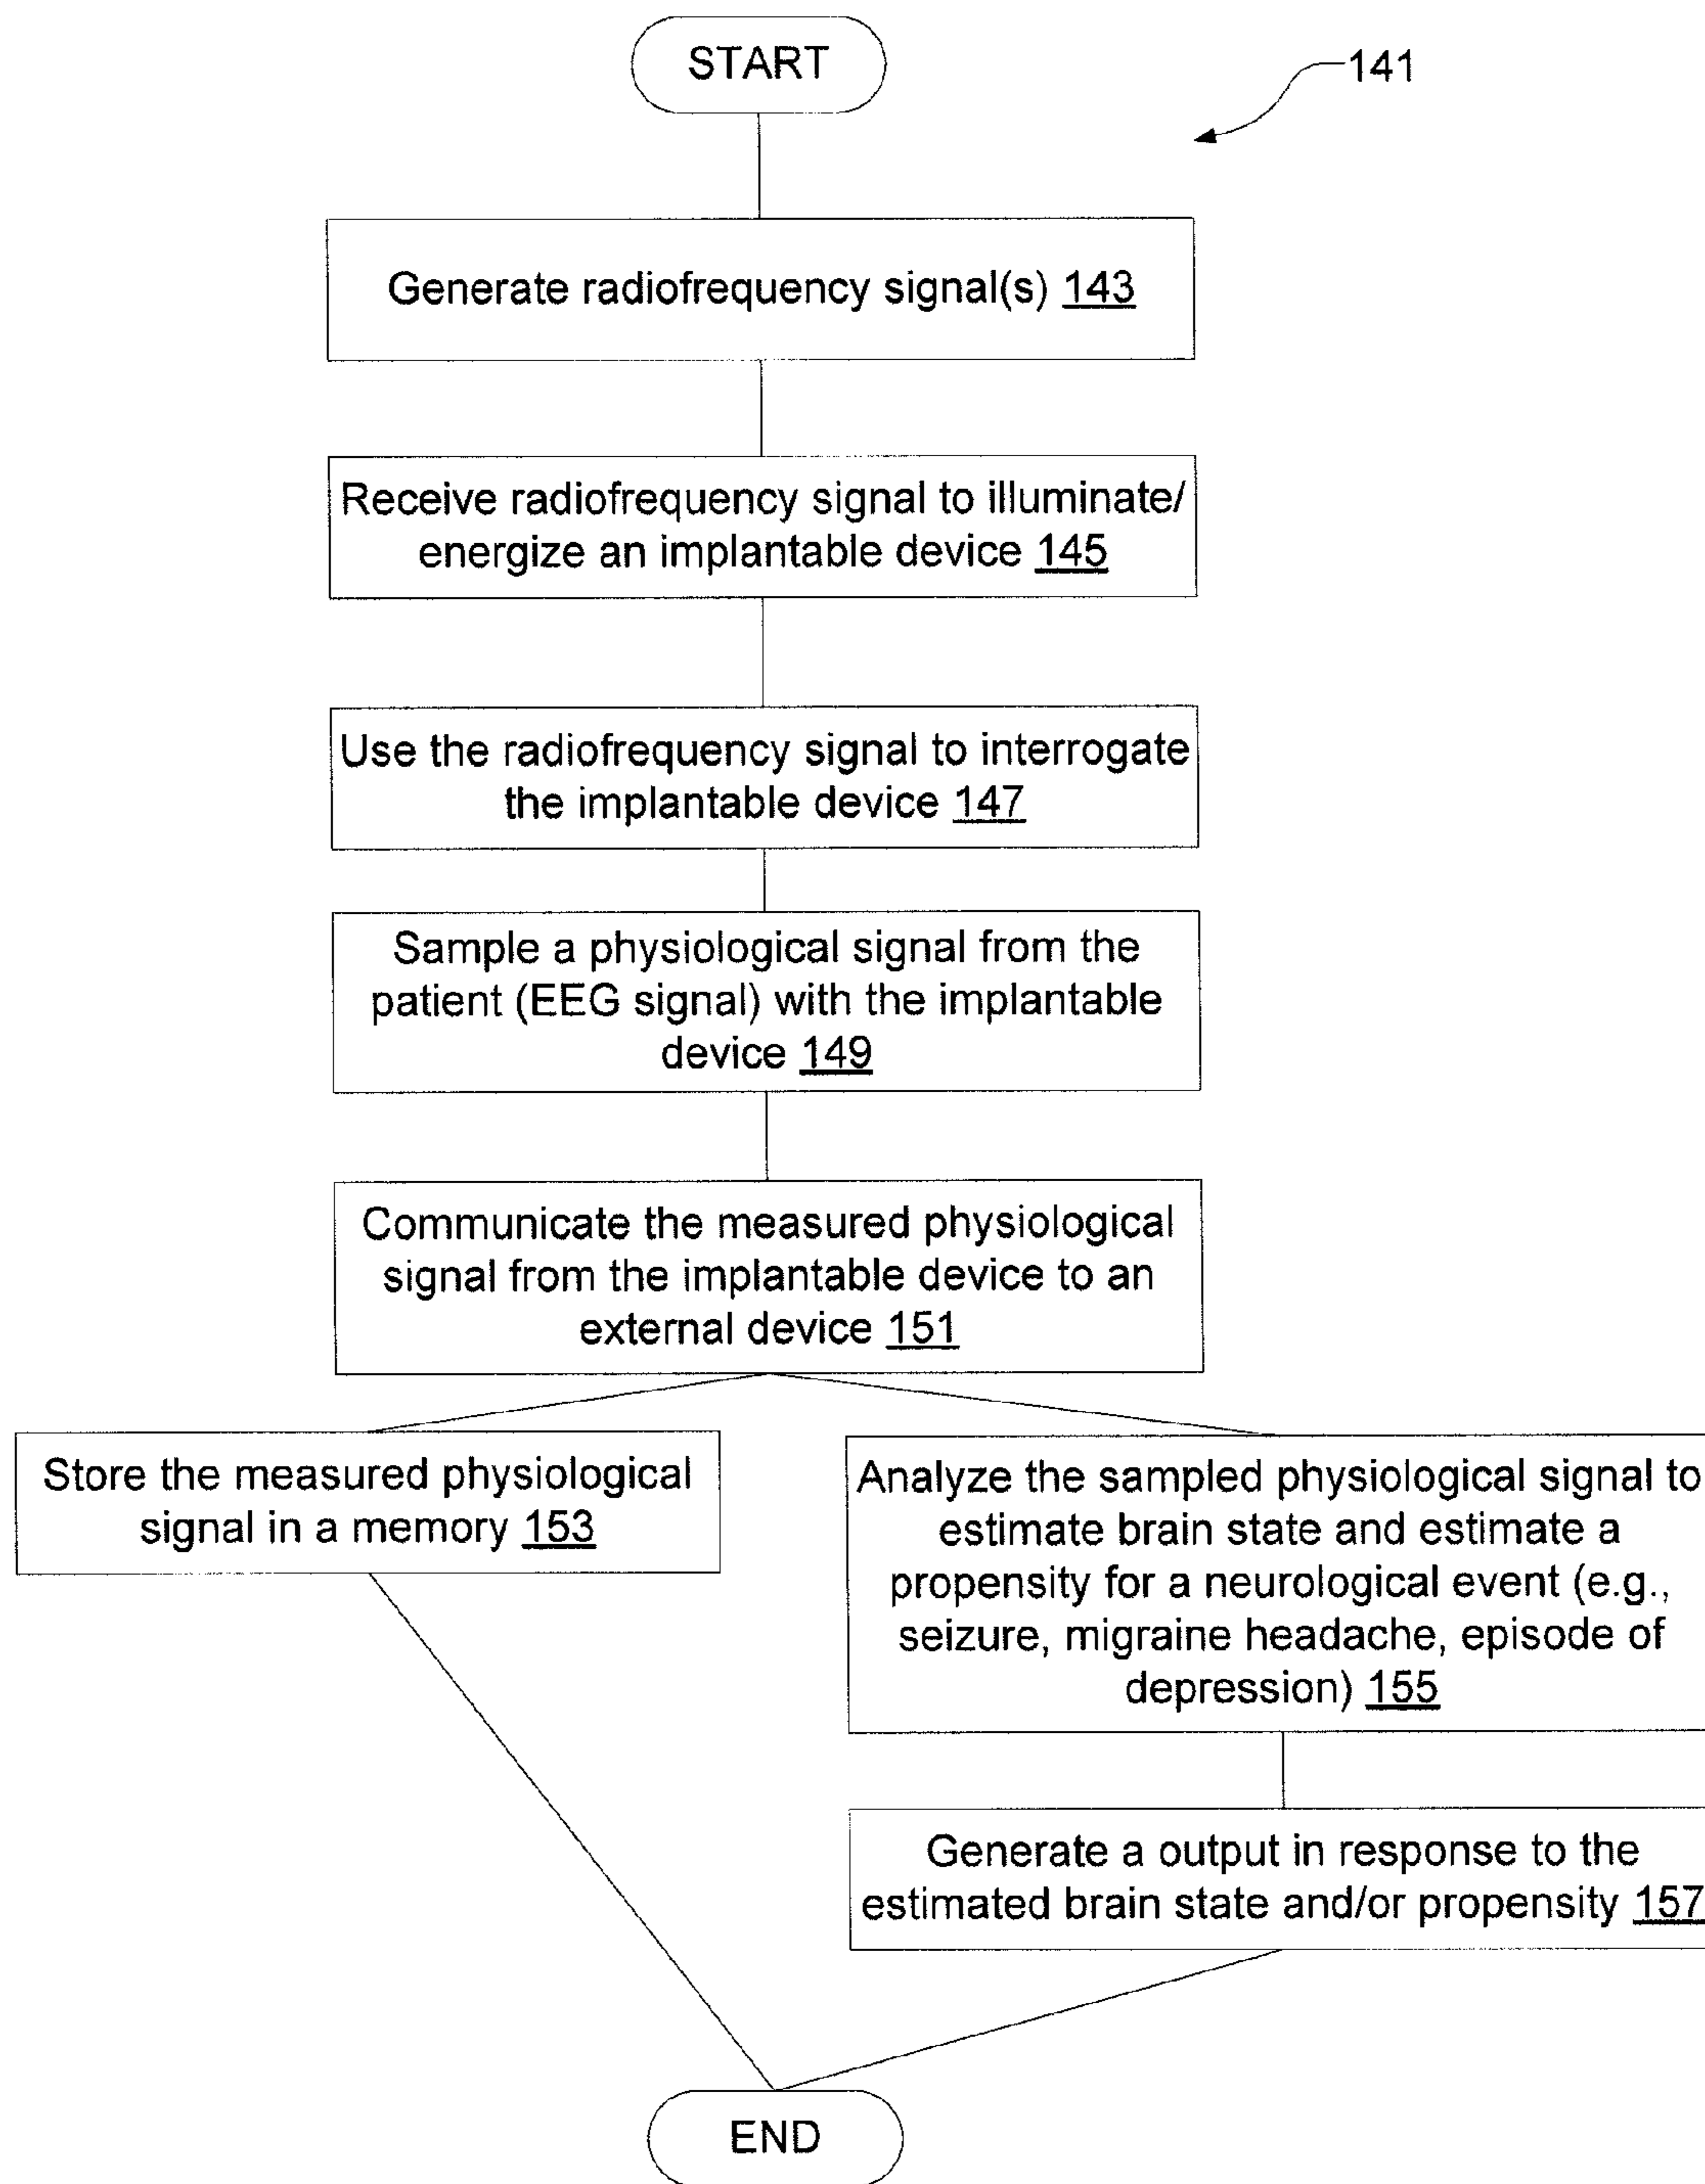 START
141
Generate radiofrequency signal(s) 143
Receive radiofrequency signal to illuminate/
energize an implantable device 145
Use the radiofrequency signal to interrogate
the implantable device 147
Sample a physiological signal from the
patient (EEG signal) with the implantable
device 149
Communicate the measured physiological
signal from the implantable device to an
external device 151
Store the measured physiological
signal in a memory 153
Analyze the sampled physiological signal to
estimate brain state and estimate a
propensity for a neurological event (e.g.,
seizure, migraine headache, episode of
depression) 155
Generate a output in response to the
estimated brain state and/or propensity 157
END